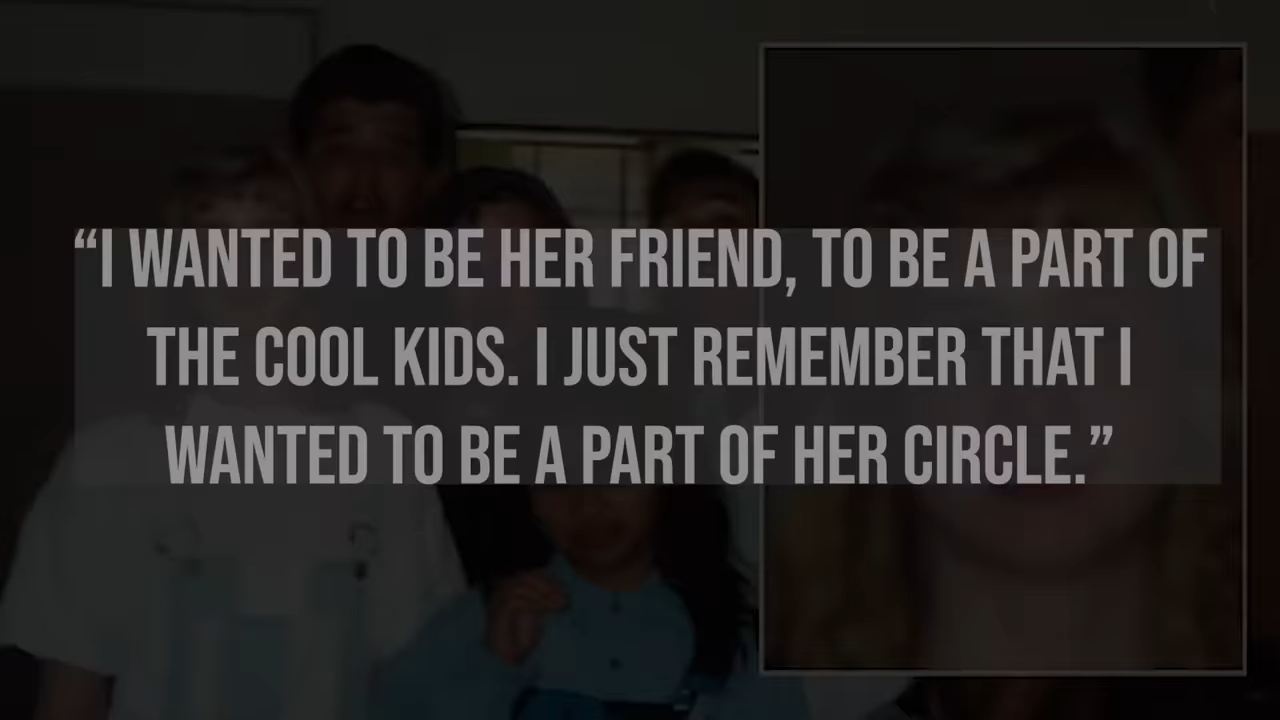 “I WANTED TO BE HER FRIEND, TO BE A PART OF
THE COOL KIDS. I JUST REMEMBER THAT I
WANTED TO BE A PART OF HER CIRCLE.”